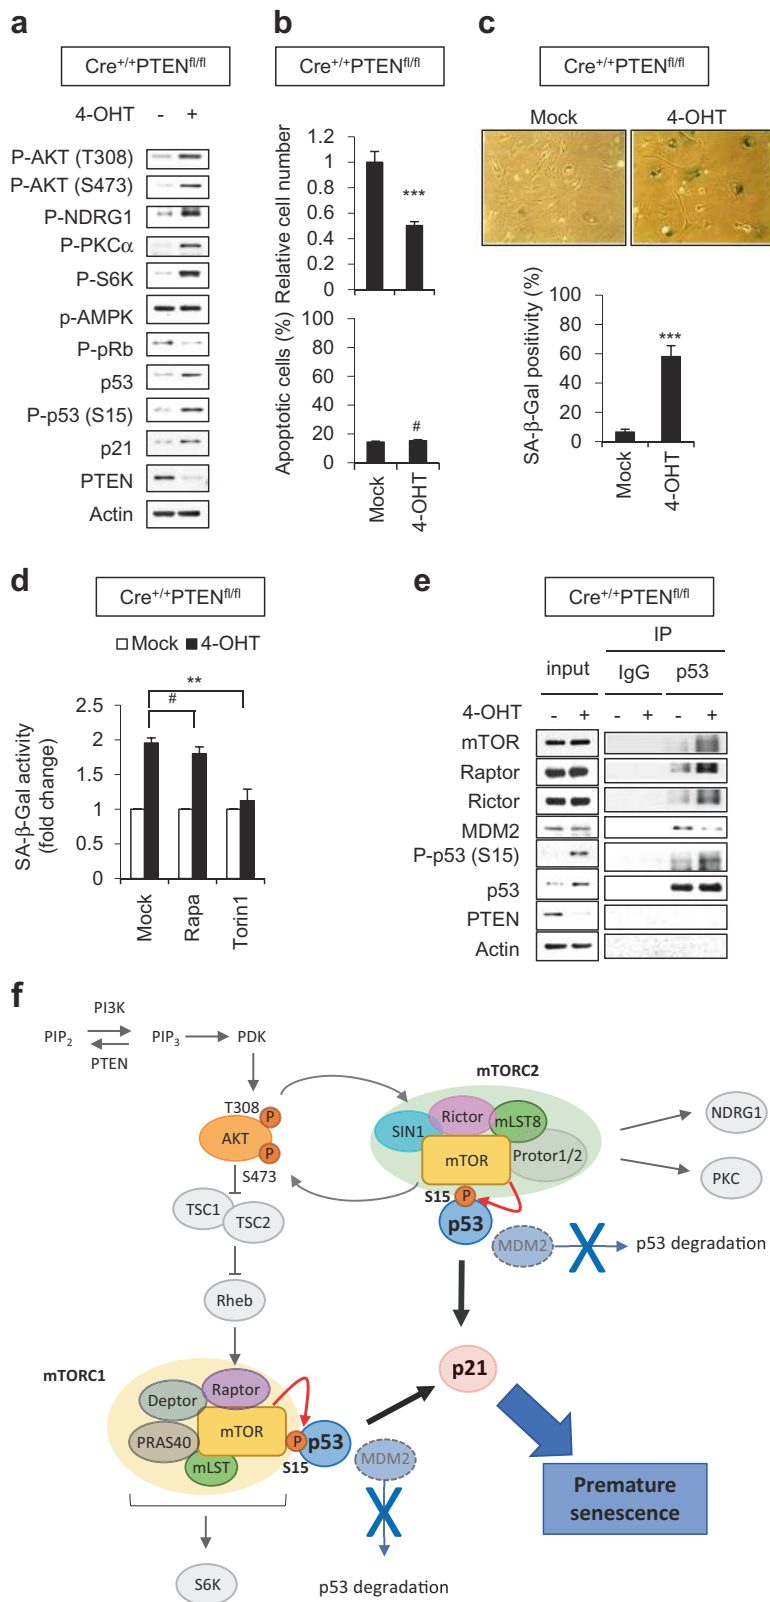 a
Cre+/+PTENfl/fl
4-OHT - +
P-AKT (T308)
P-AKT (S473)
P-NDRG1
P-PKCα
P-S6K
p-AMPK
P-pRb
p53
P-p53 (S15)
p21
PTEN
Actin
b
Cre+/+PTENfl/fl
Relative cell number
1.2
1
0.8
0.6
0.4
0.2
0
***
Apoptotic cells (%)
100
80
60
40
20
0
#
Mock
4-OHT
c
Cre+/+PTENfl/fl
Mock 4-OHT
SA-β-Gal positivity (%)
100
80
60
40
20
0
***
Mock
4-OHT
d
Cre+/+PTENfl/fl
Mock 4-OHT
SA-β-Gal activity
(fold change)
2.5
2
1.5
1
0.5
0
**
#
Mock
Rapa
Torin1
e
Cre+/+PTENfl/fl
IP
input IgG p53
4-OHT - + - + - +
mTOR
Raptor
Rictor
MDM2
P-p53 (S15)
p53
PTEN
Actin
f
PI3K
PIP2 PIP3 PDK
PTEN
T308
P
AKT
P
S473
TSC1
TSC2
Rheb
mTORC2
SIN1
Rictor
mLST8
mTOR
Protor1/2
S15
P
p53
MDM2
p53 degradation
NDRG1
PKC
mTORC1
Deptor
Raptor
PRAS40
mTOR
mLST
P
S15
p53
MDM2
p53 degradation
S6K
p21
Premature
senescence